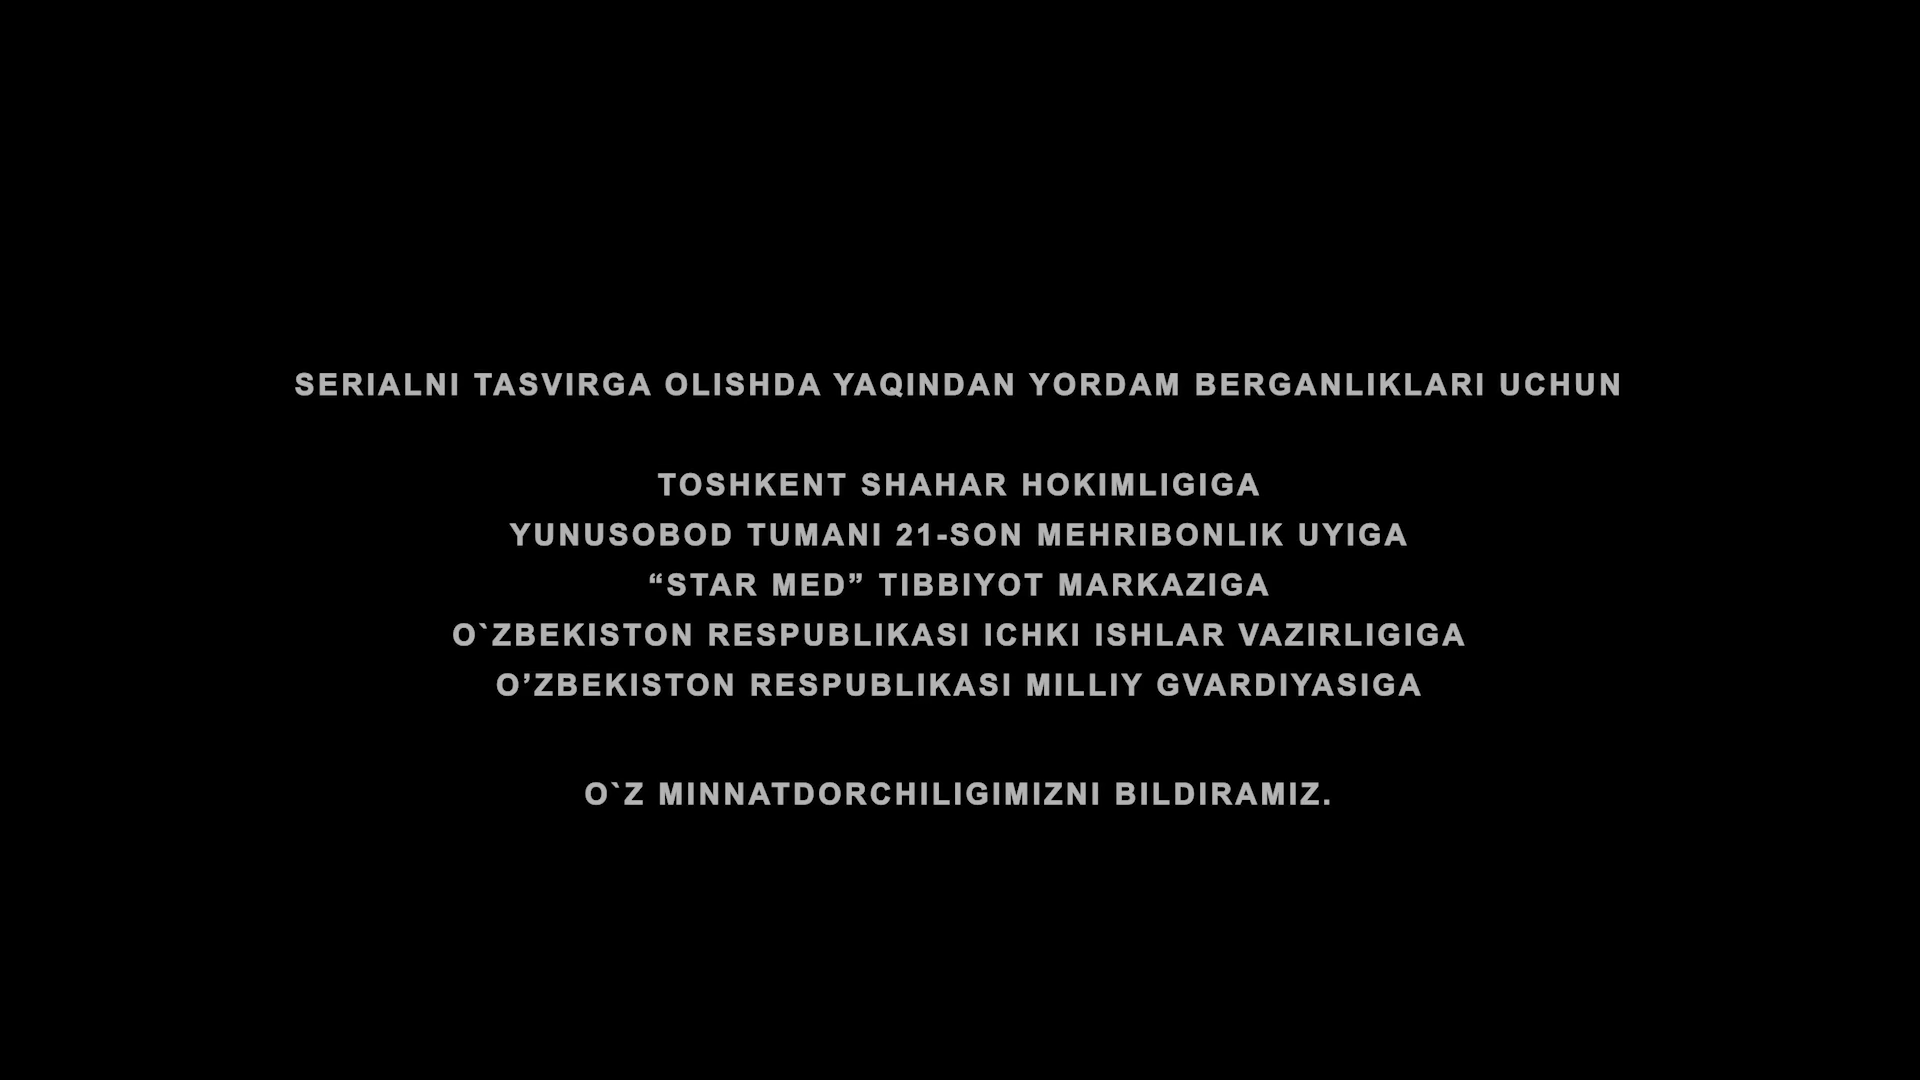 SERIALNI TASVIRGA OLISHDA YAQINDAN YORDAM BERGANLIKLARI UCHUN
TOSHKENT SHAHAR HOKIMLIGIGA
YUNUSOBOD TUMANI 21-SON MEHRIBONLIK UYIGA
“STAR MED” TIBBIYOT MARKAZIGA
O`ZBEKISTON RESPUBLIKASI ICHKI ISHLAR VAZIRLIGIGA
O’ZBEKISTON RESPUBLIKASI MILLIY GVARDIYASIGA
O`Z MINNATDORCHILIGIMIZNI BILDIRAMIZ.